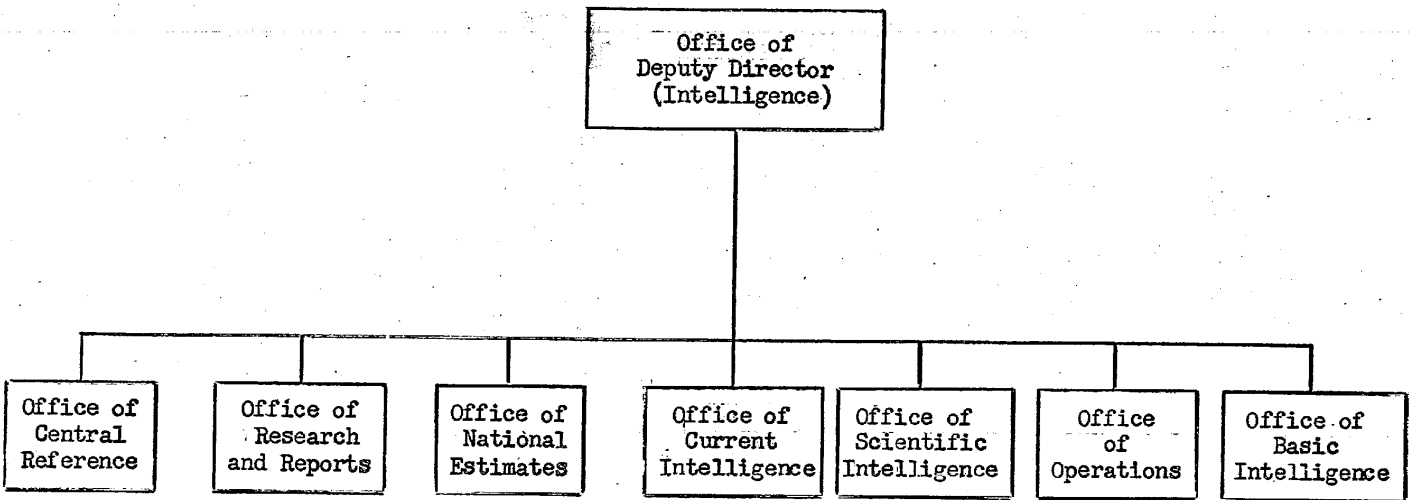 Office of
Deputy Director
(Intelligence)
Office of
Central
Reference
Office of
Research
and Reports
Office of
National
Estimates
Office of
Current
Intelligence
Office of
Scientific
Intelligence
Office
of
Operations
Office of
Basic
Intelligence